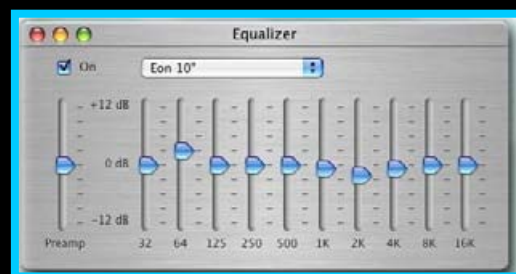 Equalizer
On
Eon 10"
+12 dB
0 dB
-12 dB
Preamp 32 64 125 250 500 1K 2K 4K 8K 16K